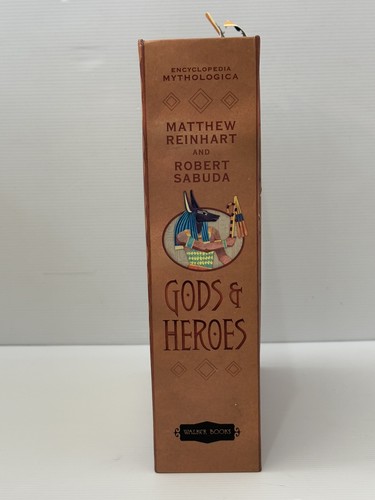 ENCYCLOPEDIA
MYTHOLOGICA
MATTHEW
REINHART
AND
ROBERT
SABUDA
GODS &
HEROES
WALKER BOOKS